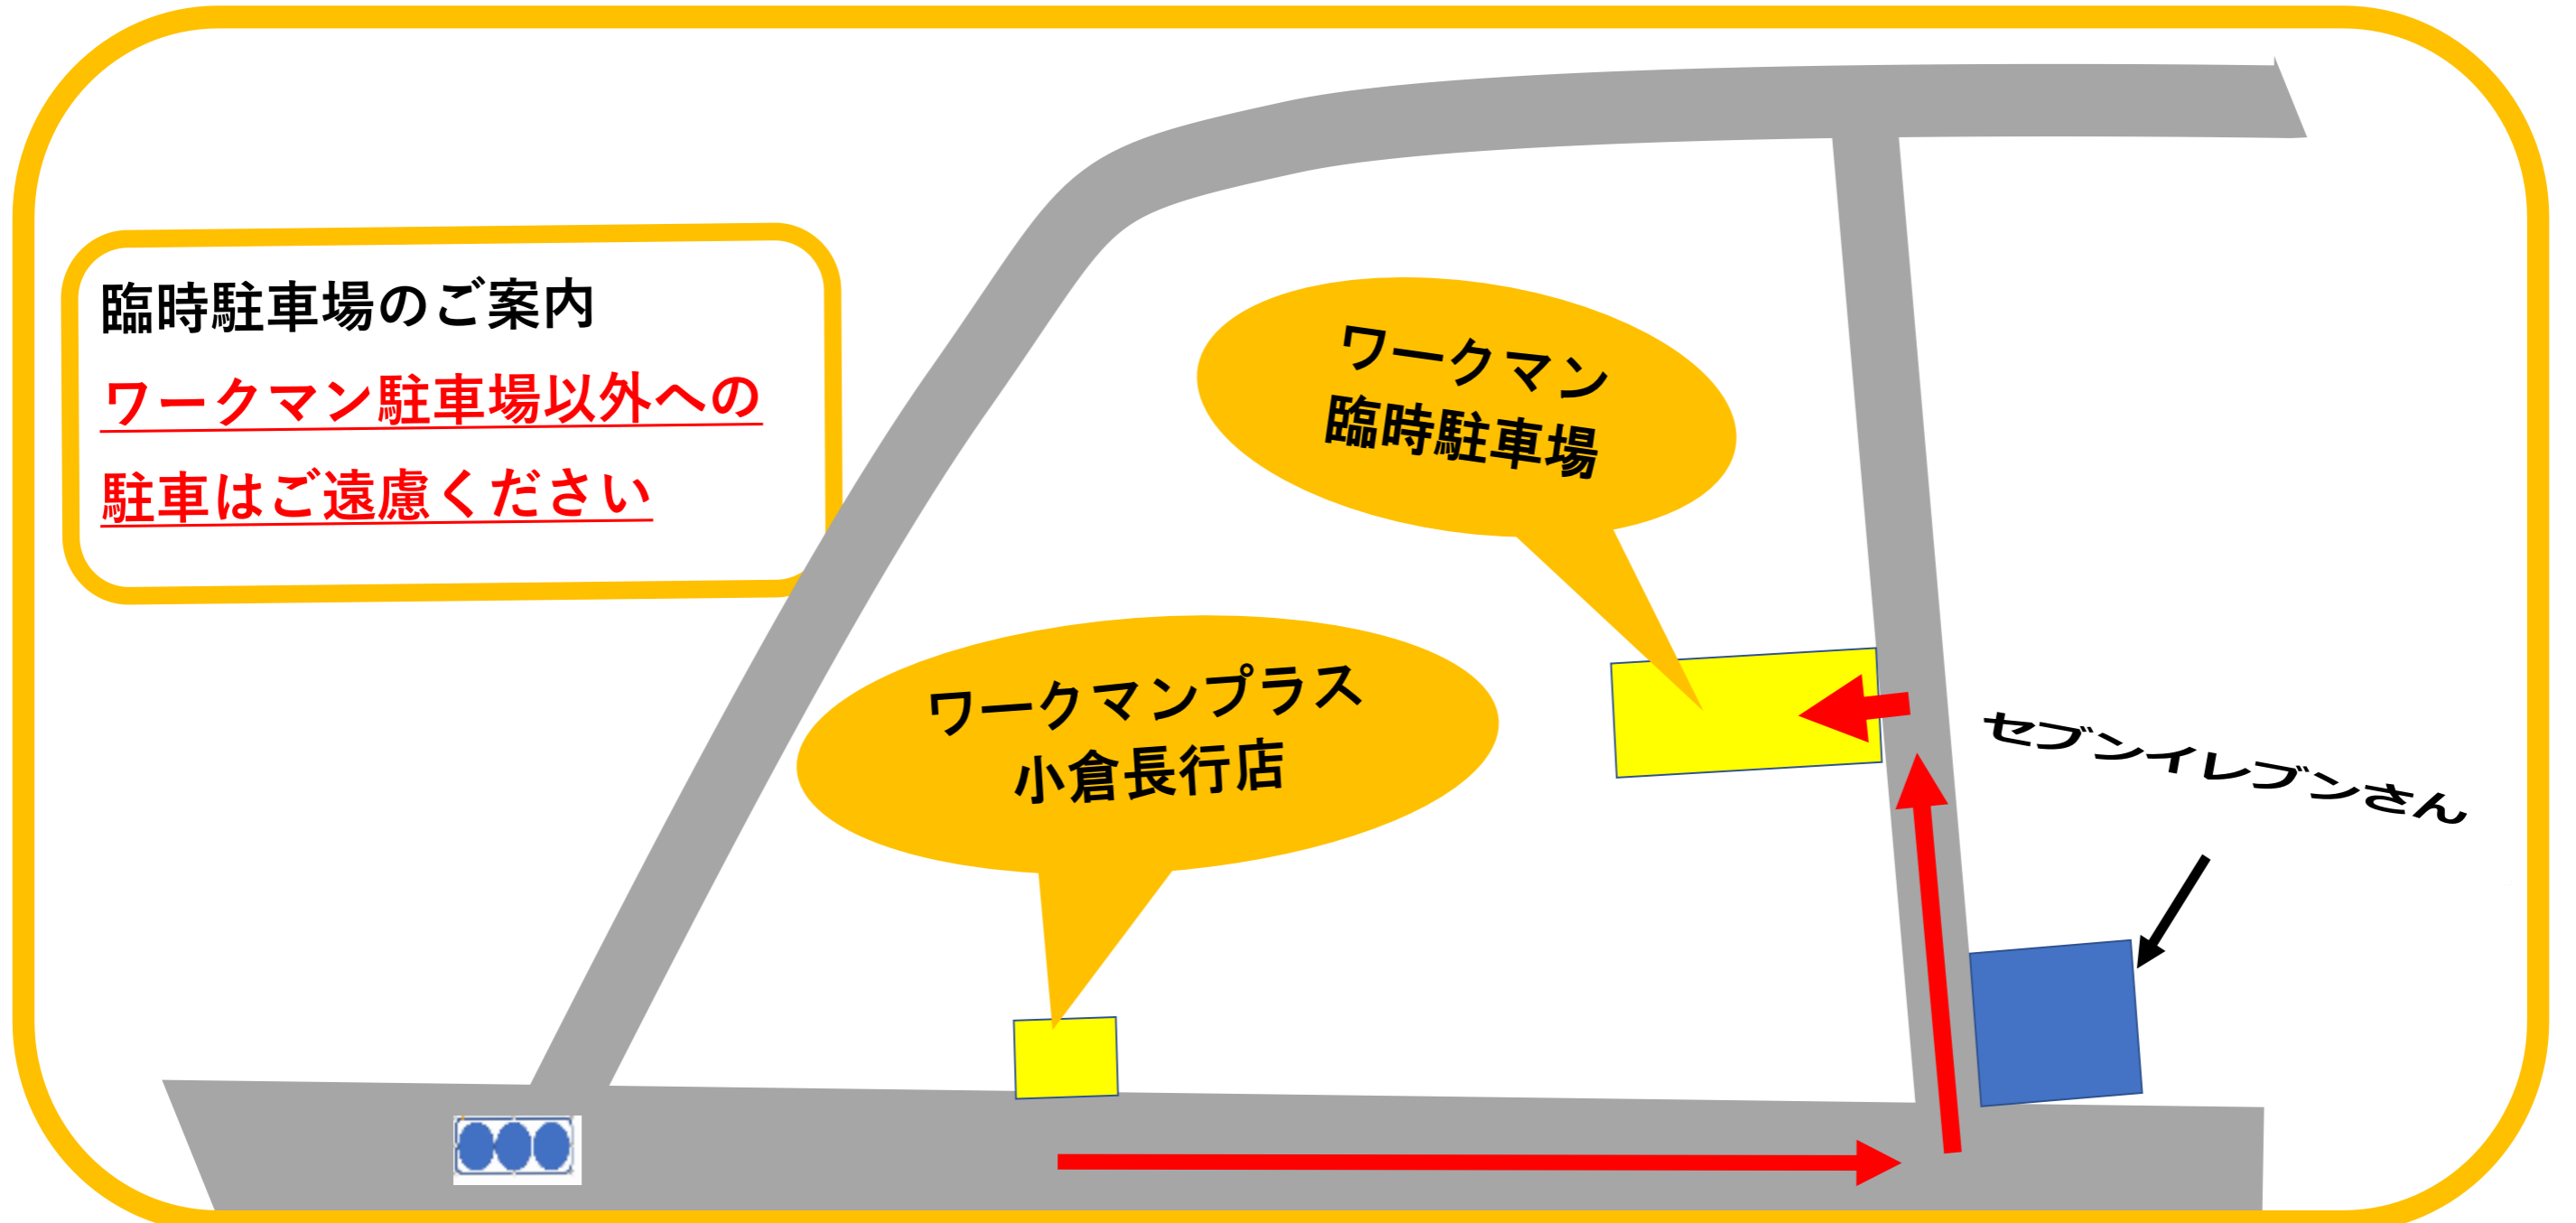 臨時駐車場のご案内
ワークマン駐車場以外への
駐車はご遠慮ください
ワークマン
臨時駐車場
ワークマンプラス
小倉長行店
セブンイレブンさん